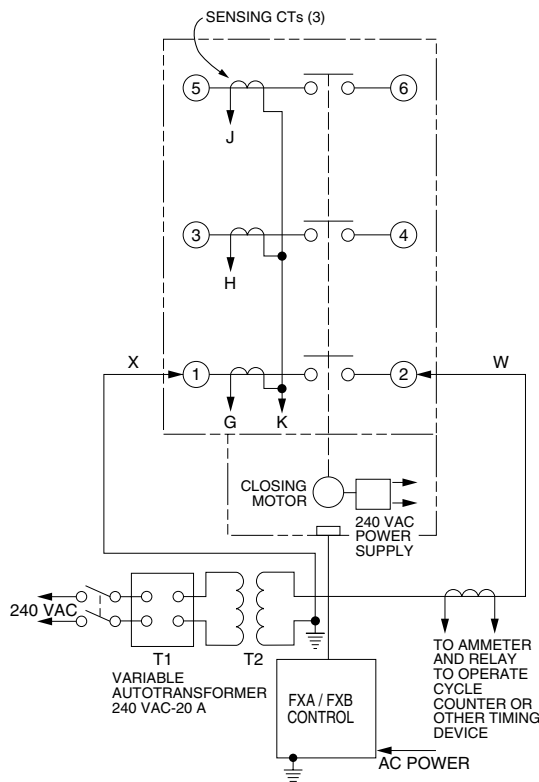 SENSING CTs (3)
5
6
J
3
4
H
X
1
2
W
G
K
CLOSING
MOTOR
240 VAC
POWER
SUPPLY
240 VAC
T1
T2
VARIABLE
AUTOTRANSFORMER
240 VAC-20 A
FXA / FXB
CONTROL
TO AMMETER
AND RELAY
TO OPERATE
CYCLE
COUNTER OR
OTHER TIMING
DEVICE
AC POWER